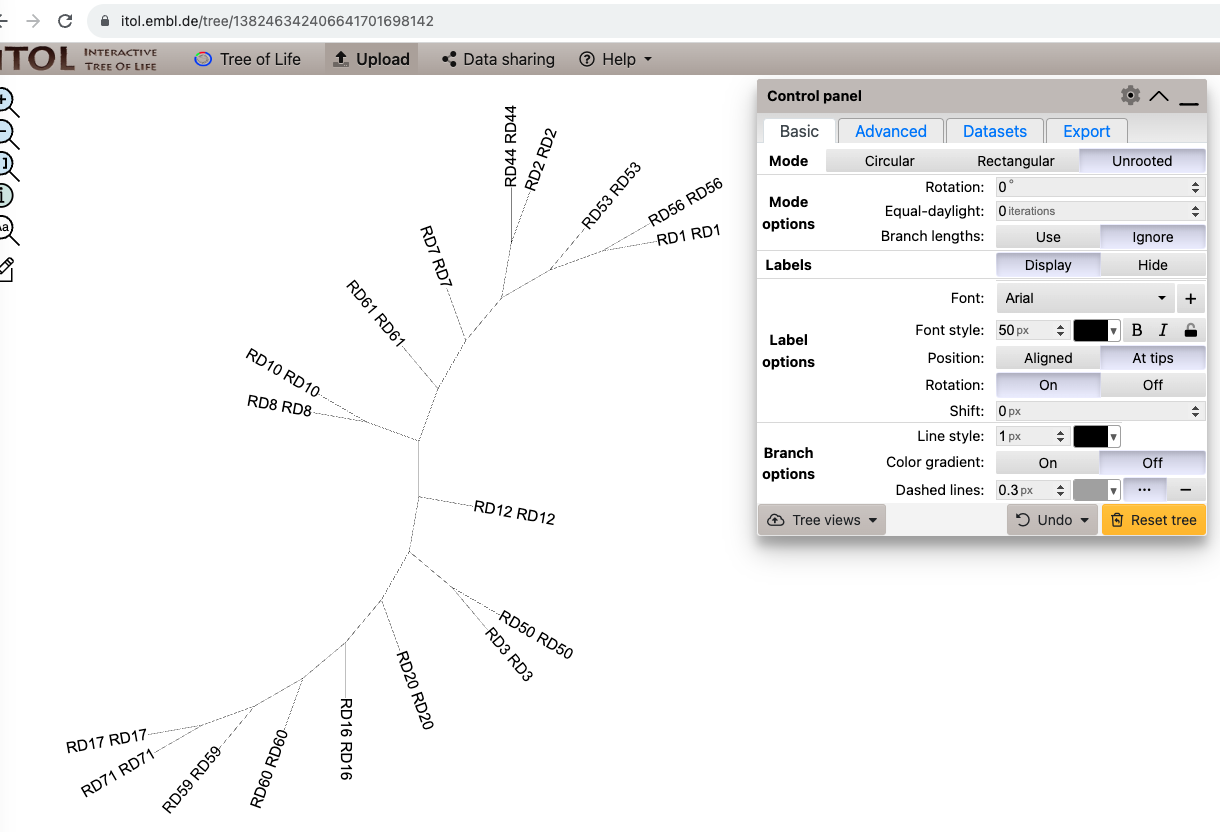 itol.embl.de/tree/138246342406641701698142
iTOL INTERACTIVE TREE OF LIFE Tree of Life Upload Data sharing Help
Control panel
Basic Advanced Datasets Export
Mode Circular Rectangular Unrooted
Mode options
Rotation: 0 °
Equal-daylight: 0 iterations
Branch lengths: Use Ignore
Labels Display Hide
Label options
Font: Arial +
Font style: 50 px B I
Position: Aligned At tips
Rotation: On Off
Shift: 0 px
Branch options
Line style: 1 px
Color gradient: On Off
Dashed lines: 0.3 px
Tree views Undo Reset tree
RD44 RD44
RD2 RD2
RD53 RD53
RD56 RD56
RD1 RD1
RD7 RD7
RD61 RD61
RD10 RD10
RD8 RD8
RD12 RD12
RD50 RD50
RD3 RD3
RD20 RD20
RD16 RD16
RD60 RD60
RD59 RD59
RD71 RD71
RD17 RD17